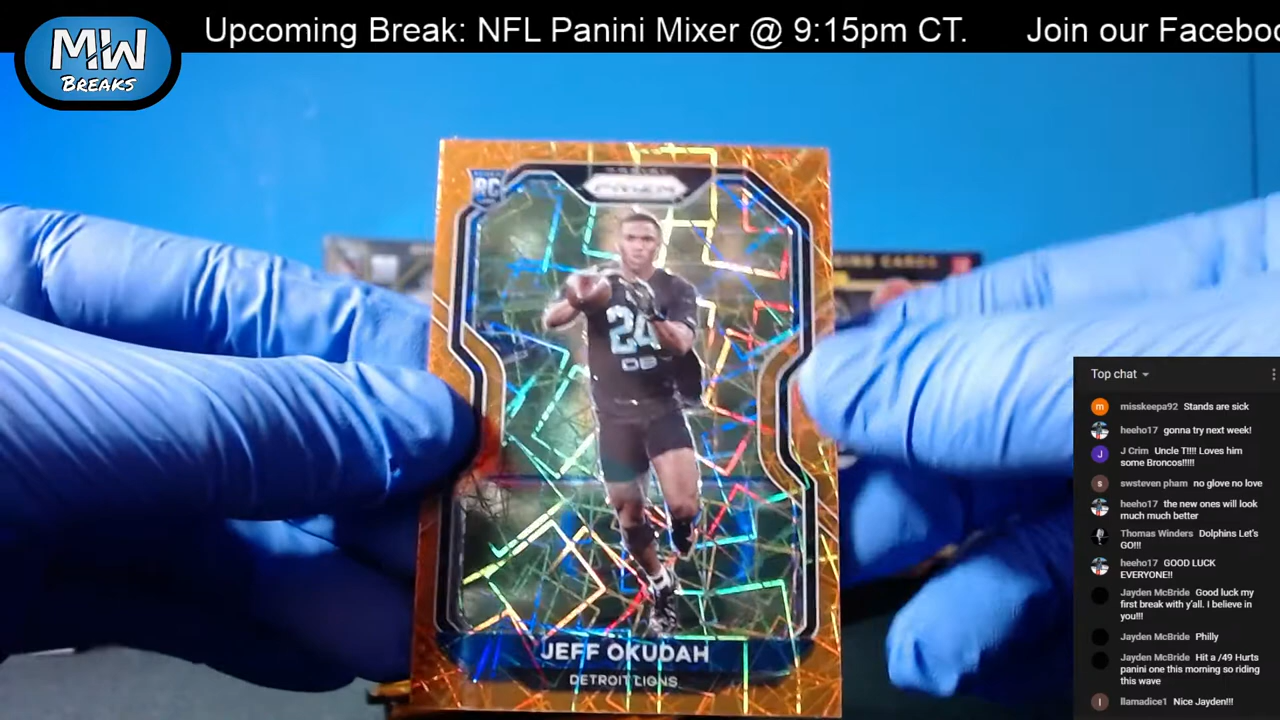 Upcoming Break: NFL Panini Mixer @ 9:15pm CT. Join our Faceboo
MW
BREAKS
RC
PRIZM
24
DB
JEFF OKUDAH
DETROIT LIONS
Top chat
misskeepa92 Stands are sick
heeho17 gonna try next week!
J Crim Uncle T!!! Loves him
some Broncos!!!!!
swsteven pham no glove no love
heeho17 the new ones will look
much much better
Thomas Winders Dolphins Let's
GO!!!
heeho17 GOOD LUCK
EVERYONE!!
Jayden McBride Good luck my
first break with y'all. I believe in
you!!!
Jayden McBride Philly
Jayden McBride Hit a /49 Hurts
panini one this morning so riding
this wave
llamadice1 Nice Jayden!!!